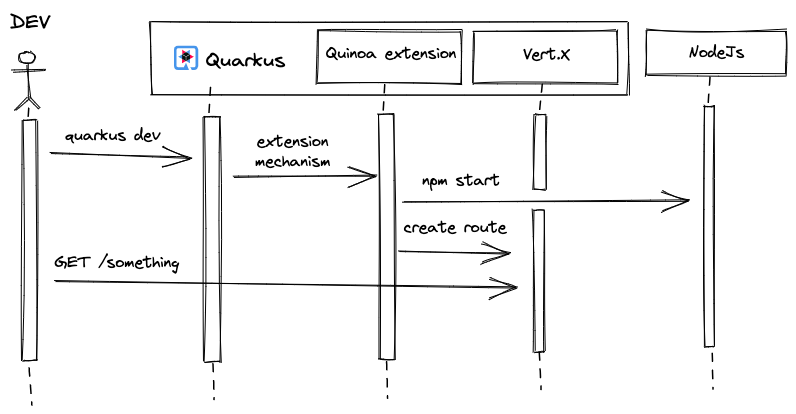 DEV
Quarkus
Quinoa extension
Vert.X
NodeJs
quarkus dev
extension
mechanism
npm start
create route
GET /something